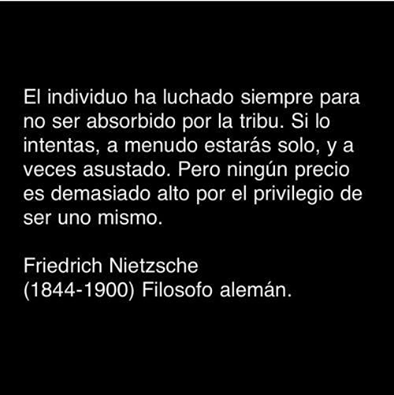 El individuo ha luchado siempre para
no ser absorbido por la tribu. Si lo
intentas, a menudo estarás solo, y a
veces asustado. Pero ningún precio
es demasiado alto por el privilegio de
ser uno mismo.
Friedrich Nietzsche
(1844-1900) Filosofo alemán.